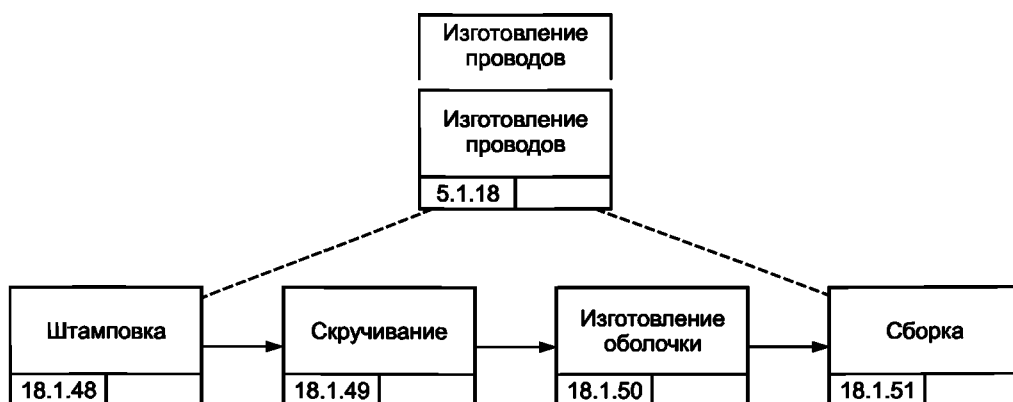 Изготовление
проводов
Изготовление
проводов
5.1.18
Штамповка
Скручивание
Изготовление
оболочки
Сборка
18.1.48
18.1.49
18.1.50
18.1.51